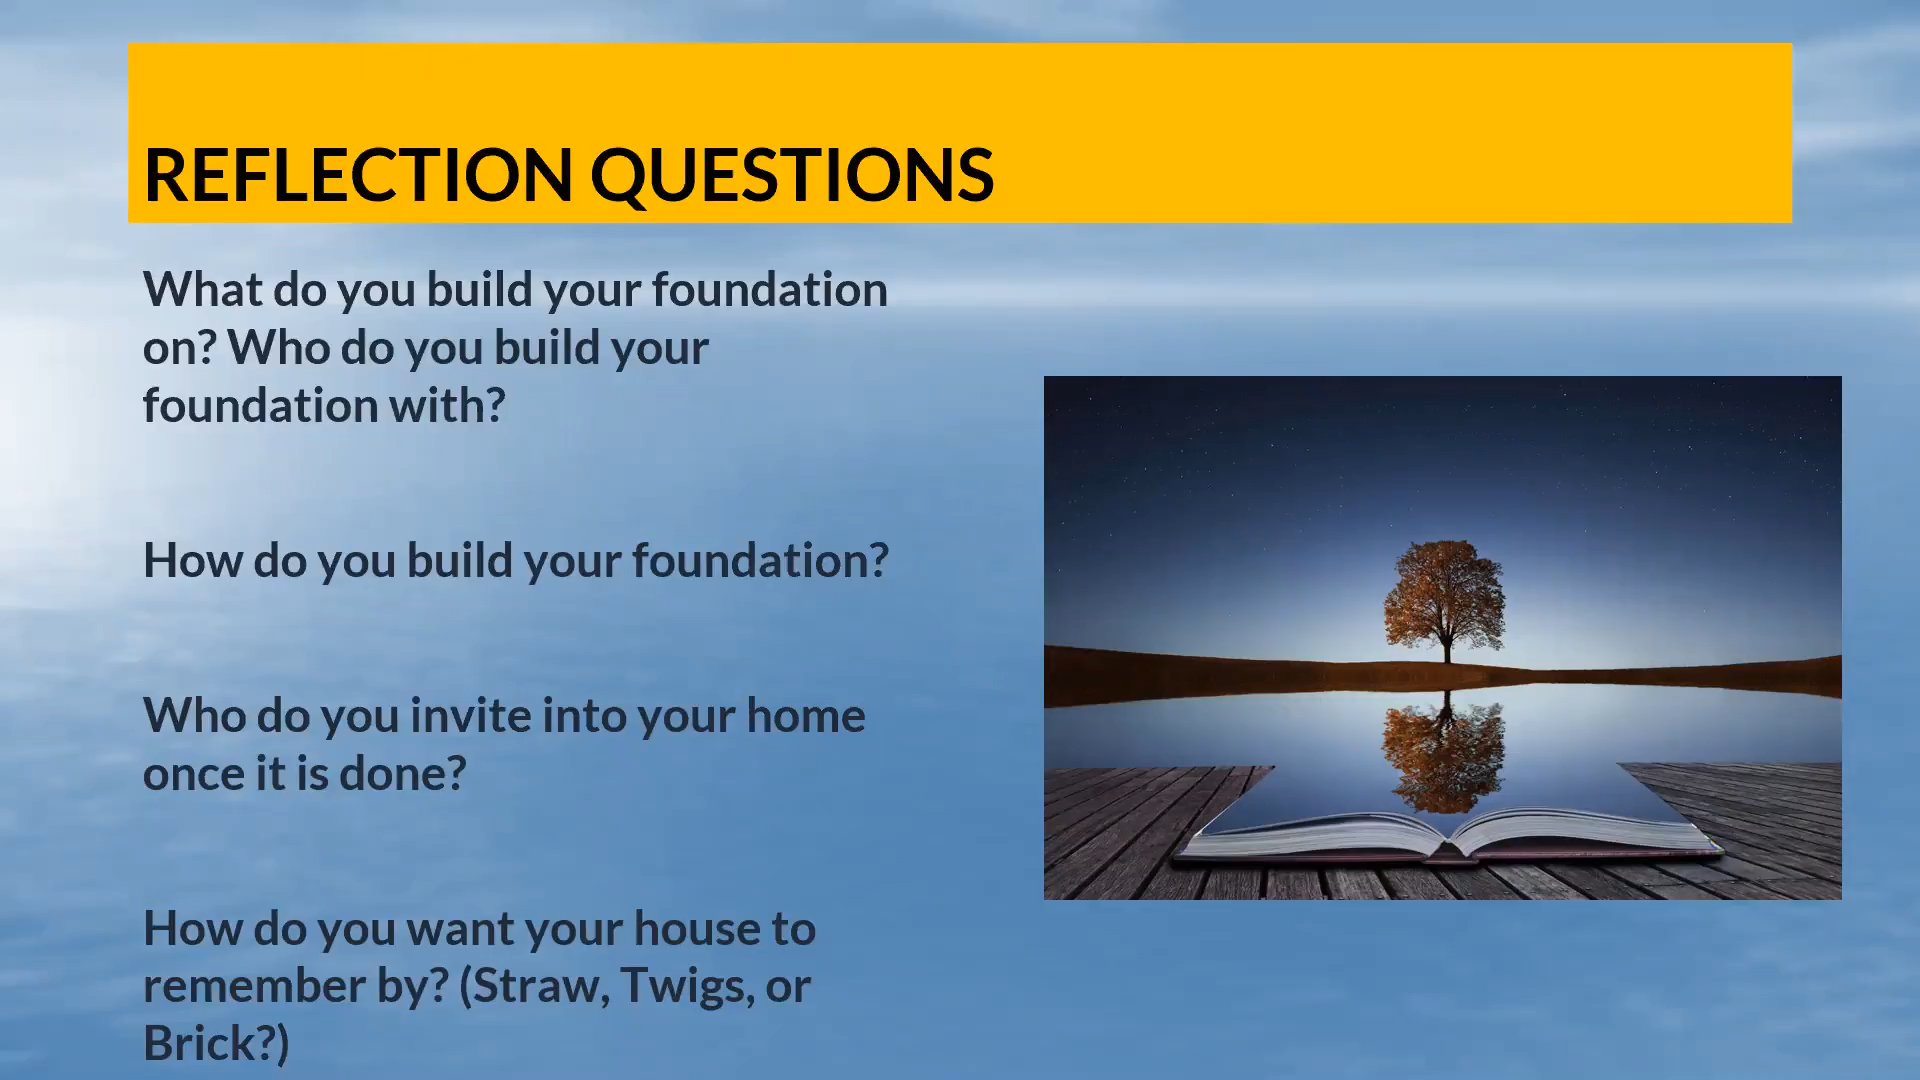 REFLECTION QUESTIONS
What do you build your foundation
on? Who do you build your
foundation with?
How do you build your foundation?
Who do you invite into your home
once it is done?
How do you want your house to
remember by? (Straw, Twigs, or
Brick?)